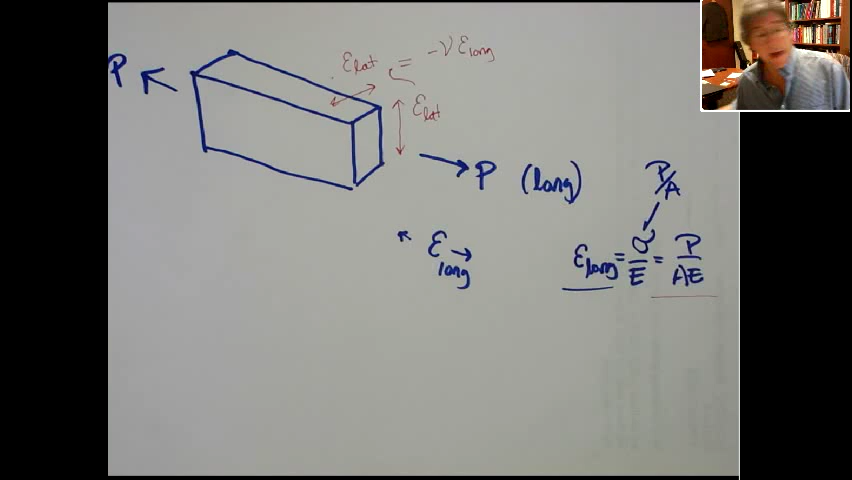 ε_lat = -ν ε_long
P
ε_lat
P (long)
P/A
ε_long
ε_long = σ/E = P/AE